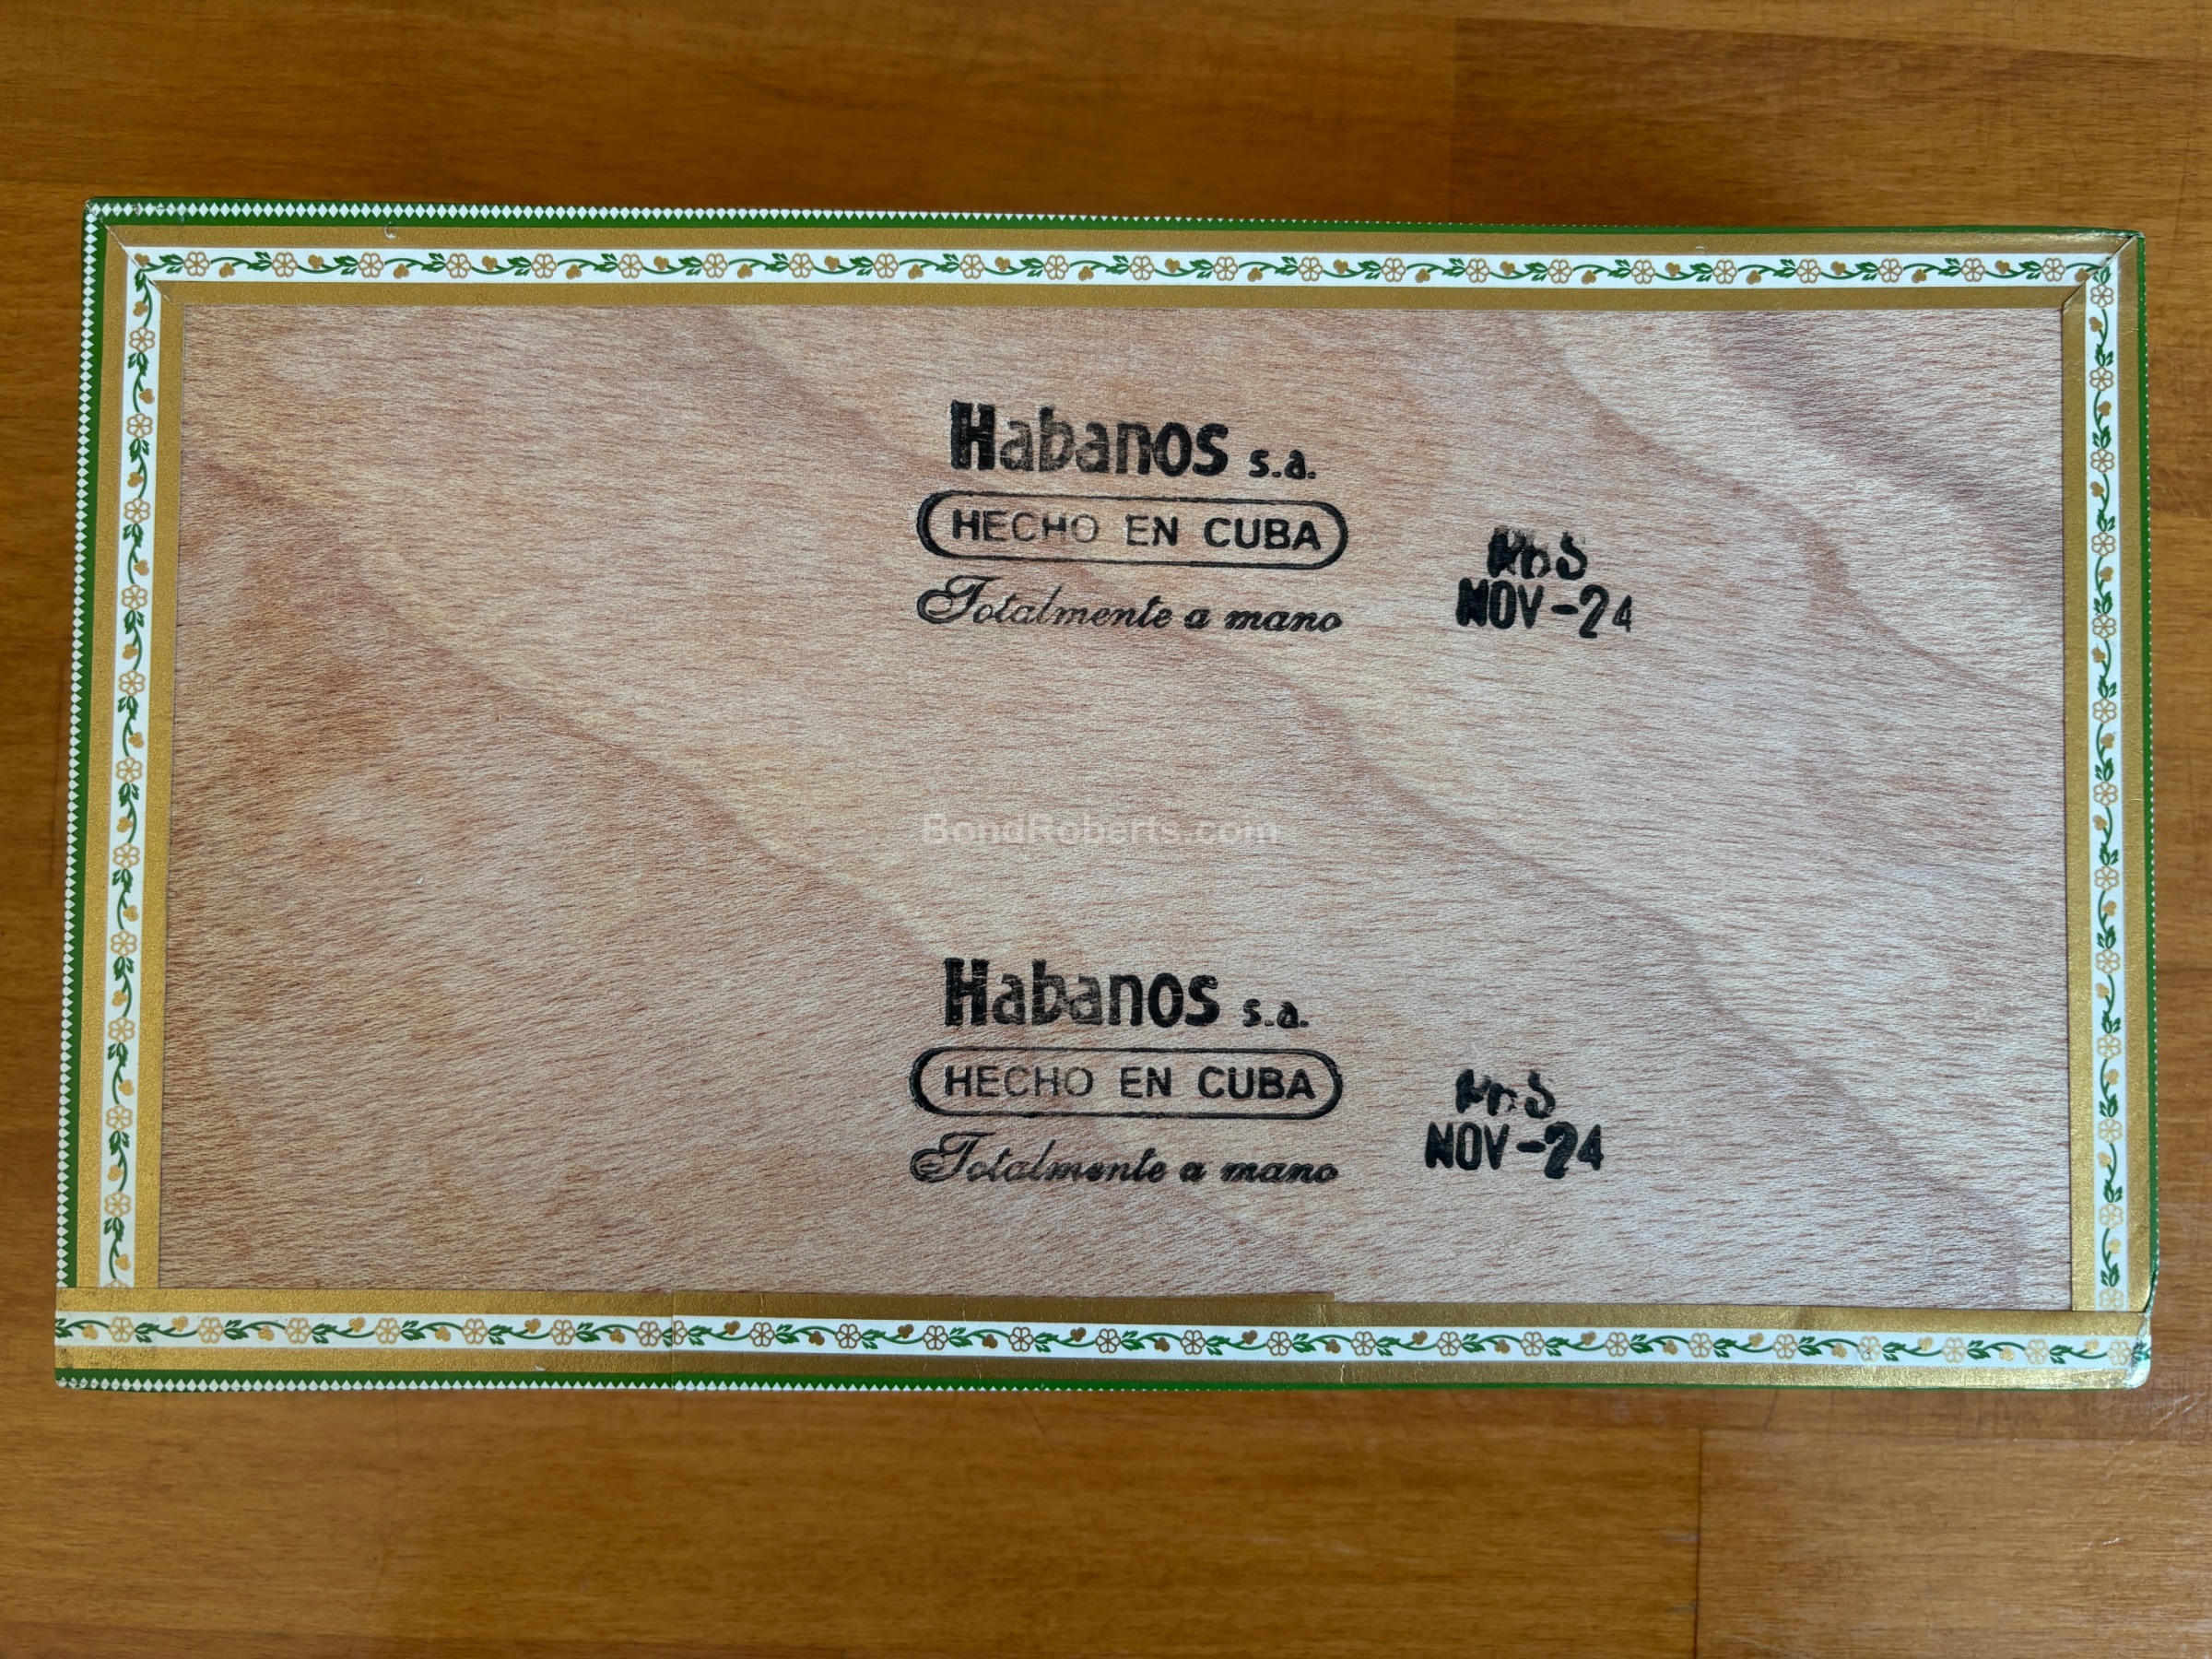 Habanos s.a.
HECHO EN CUBA
Totalmente a mano
NOV-24
BondRoberts.com
Habanos s.a.
HECHO EN CUBA
Totalmente a mano
NOV-24